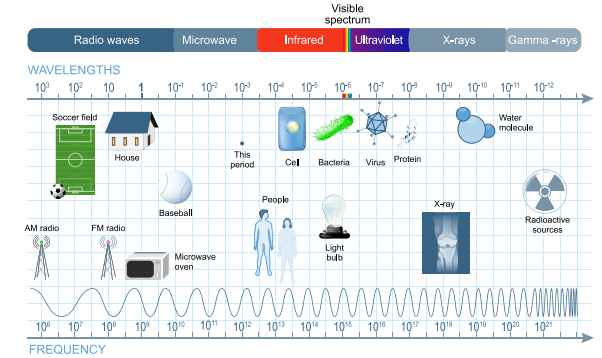 Visible
spectrum
Radio waves Microwave Infrared Ultraviolet X-rays Gamma -rays
WAVELENGTHS
10³ 10² 10 1 10⁻¹ 10⁻² 10⁻³ 10⁻⁴ 10⁻⁵ 10⁻⁶ 10⁻⁷ 10⁻⁸ 10⁻⁹ 10⁻¹⁰ 10⁻¹¹ 10⁻¹²
Soccer field
House
This
period
Cell
Bacteria
Virus
Protein
Water
molecule
Baseball
People
Light
bulb
X-ray
Radioactive
sources
AM radio
FM radio
Microwave
oven
10⁶ 10⁷ 10⁸ 10⁹ 10¹⁰ 10¹¹ 10¹² 10¹³ 10¹⁴ 10¹⁵ 10¹⁶ 10¹⁷ 10¹⁸ 10¹⁹ 10²⁰ 10²¹
FREQUENCY